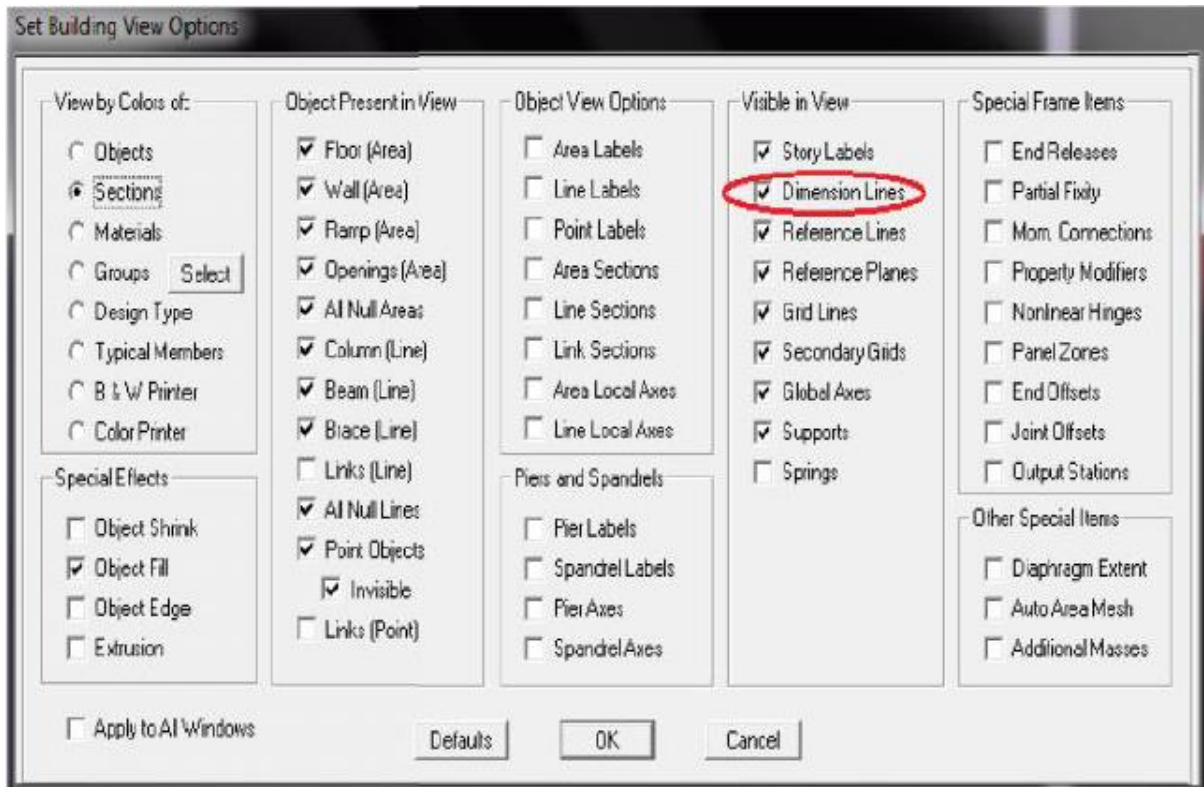 Set Building View Options
View by Colors of:
Objects
Sections
Materials
Groups
Select
Design Type
Typical Members
B & W Printer
Color Printer
Special Effects
Object Shrink
Object Fill
Object Edge
Extrusion
Object Present in View
Floor (Area)
Wall (Area)
Ramp (Area)
Openings (Area)
All Null Areas
Column (Line)
Beam (Line)
Brace (Line)
Links (Line)
All Null Lines
Point Objects
Invisible
Links (Point)
Object View Options
Area Labels
Line Labels
Point Labels
Area Sections
Line Sections
Link Sections
Area Local Axes
Line Local Axes
Piers and Spandrels
Pier Labels
Spandrel Labels
Pier Axes
Spandrel Axes
Visible in View
Story Labels
Dimension Lines
Reference Lines
Reference Planes
Grid Lines
Secondary Grids
Global Axes
Supports
Springs
Special Frame Items
End Releases
Partial Fixity
Mom. Connections
Property Modifiers
Nonlinear Hinges
Panel Zones
End Offsets
Joint Offsets
Output Stations
Other Special Items
Diaphragm Extent
Auto Area Mesh
Additional Masses
Apply to All Windows
Defaults
OK
Cancel